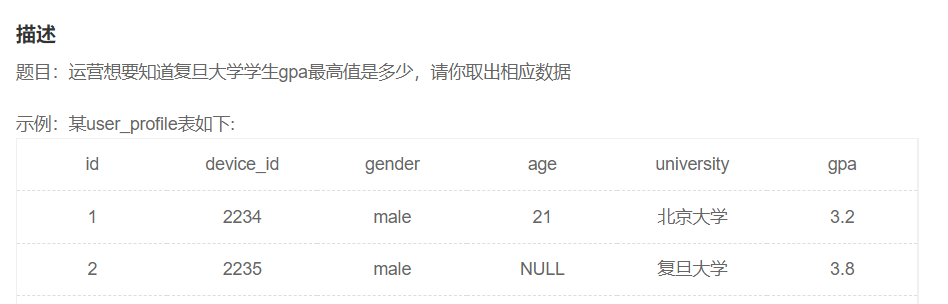 描述
题目：运营想要知道复旦大学学生gpa最高值是多少，请你取出相应数据
示例：某user_profile表如下:
id device_id gender age university gpa
1 2234 male 21 北京大学 3.2
2 2235 male NULL 复旦大学 3.8